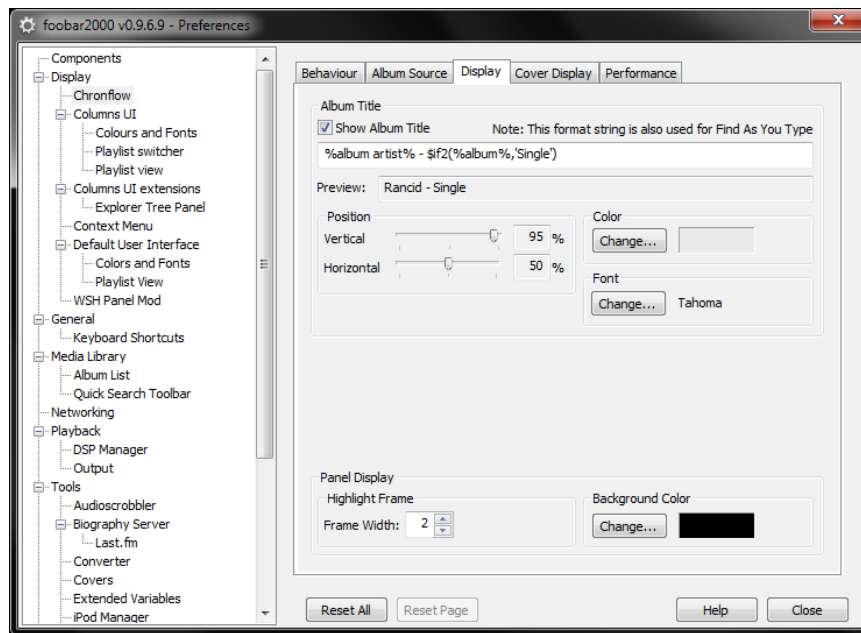 foobar2000 v0.9.6.9 - Preferences
Components
Display
Chronflow
Columns UI
Colours and Fonts
Playlist switcher
Playlist view
Columns UI extensions
Explorer Tree Panel
Context Menu
Default User Interface
Colors and Fonts
Playlist View
WSH Panel Mod
General
Keyboard Shortcuts
Media Library
Album List
Quick Search Toolbar
Networking
Playback
DSP Manager
Output
Tools
Audioscrobbler
Biography Server
Last.fm
Converter
Covers
Extended Variables
iPod Manager
Behaviour Album Source Display Cover Display Performance
Album Title
Show Album Title Note: This format string is also used for Find As You Type
%album artist% - $if2(%album%,'Single')
Preview: Rancid - Single
Position
Vertical 95 %
Horizontal 50 %
Color
Change...
Font
Change... Tahoma
Panel Display
Highlight Frame
Frame Width: 2
Background Color
Change...
Reset All Reset Page Help Close